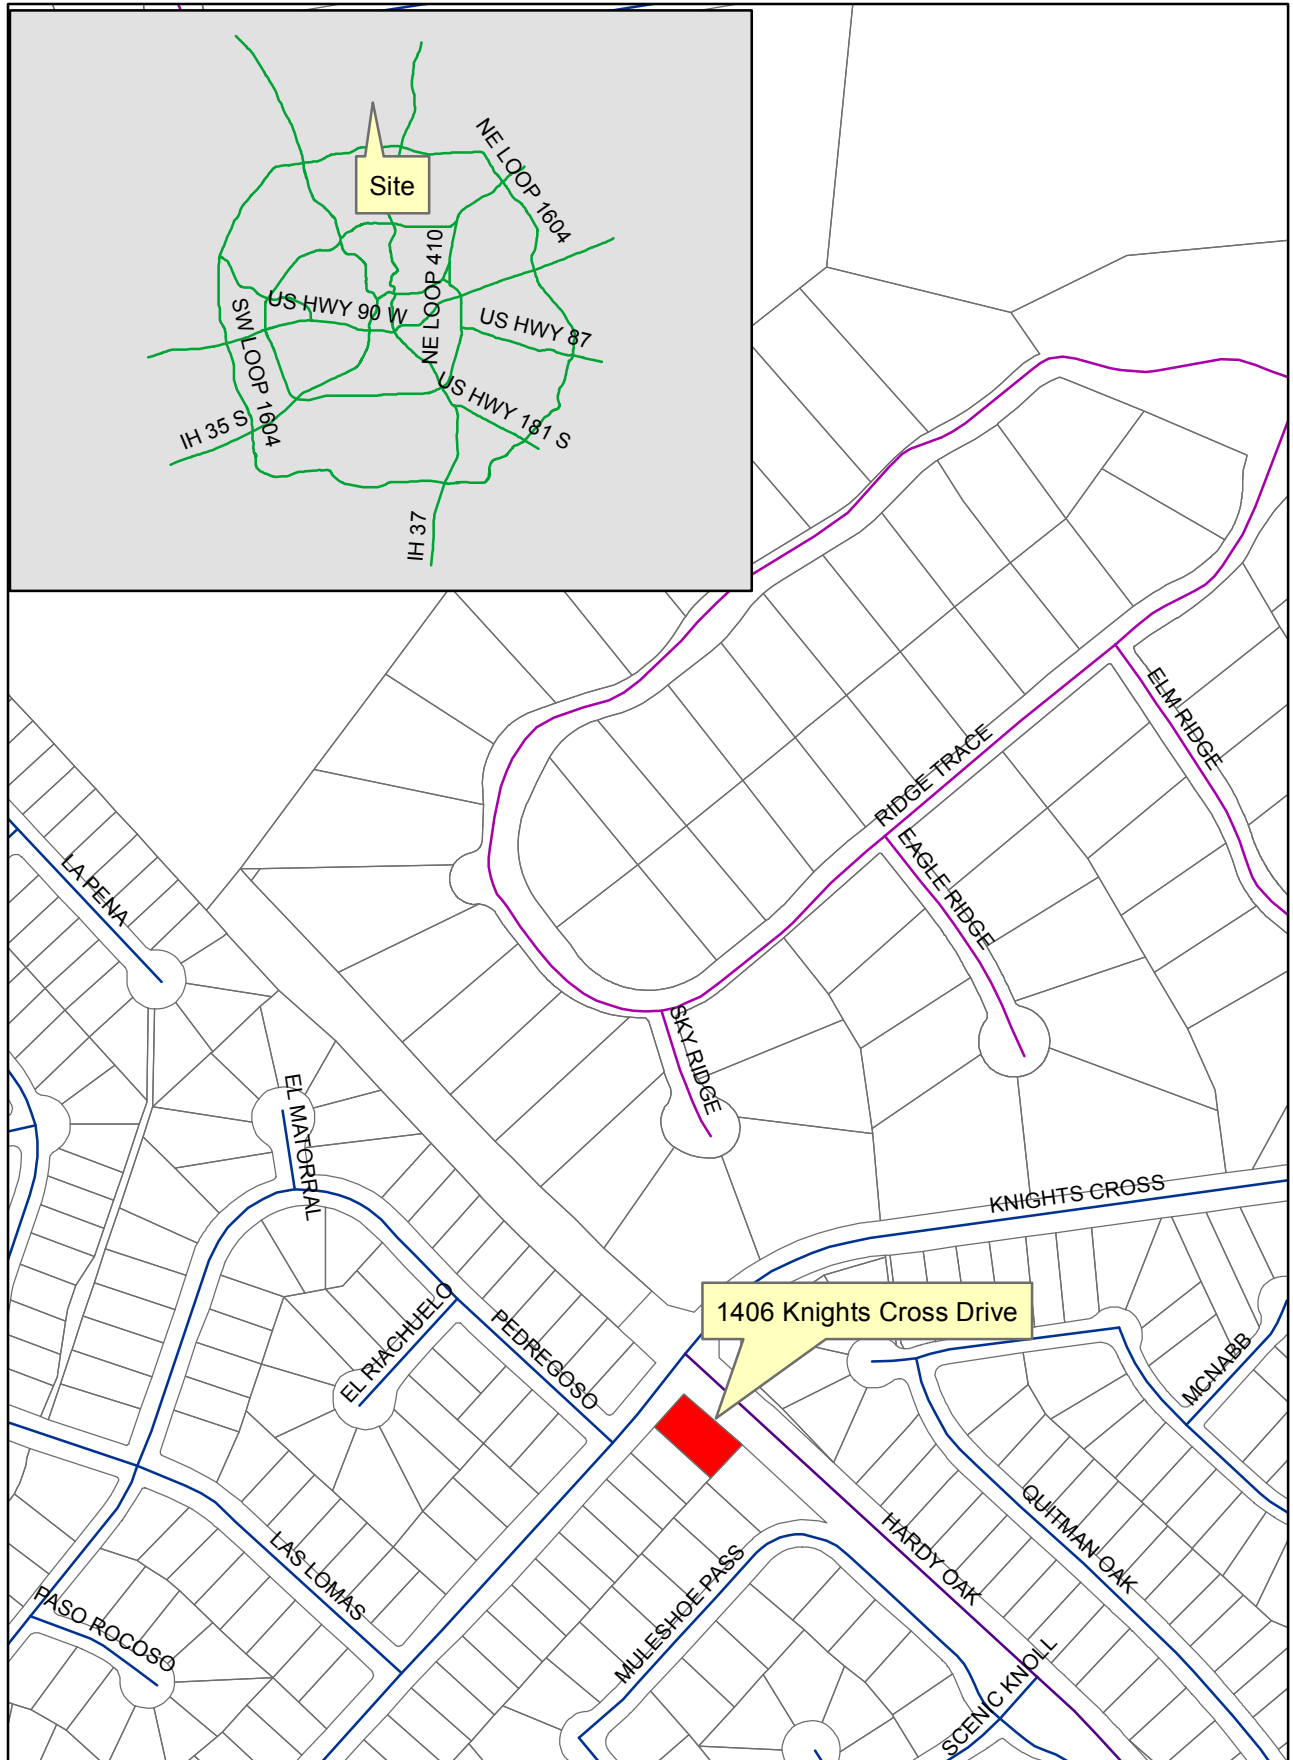 NE LOOP 1604
Site
NE LOOP 410
US HWY 90 W
US HWY 87
SW LOOP 1604
US HWY 181 S
IH 35 S
IH 37
ELM RIDGE
RIDGE TRACE
EAGLE RIDGE
LA PENA
SKY RIDGE
EL MATORRAL
KNIGHTS CROSS
1406 Knights Cross Drive
EL RIACHUELO
PEDREGOSO
MCNABB
QUITMAN OAK
HARDY OAK
LAS LOMAS
MULESHOE PASS
PASO ROCOSO
SCENIC KNOLL